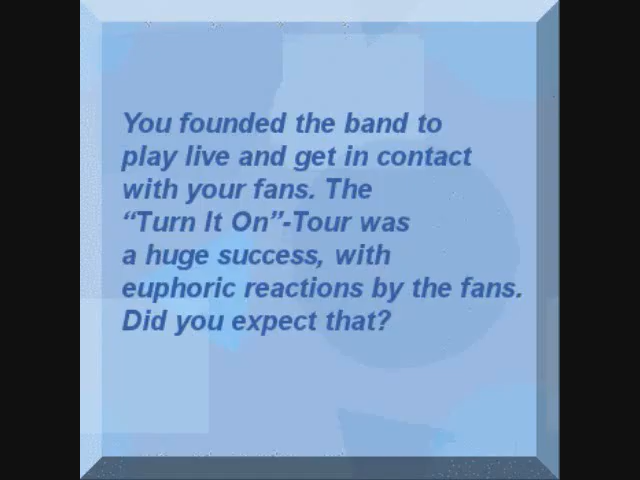 You founded the band to
play live and get in contact
with your fans. The
“Turn It On”-Tour was
a huge success, with
euphoric reactions by the fans.
Did you expect that?